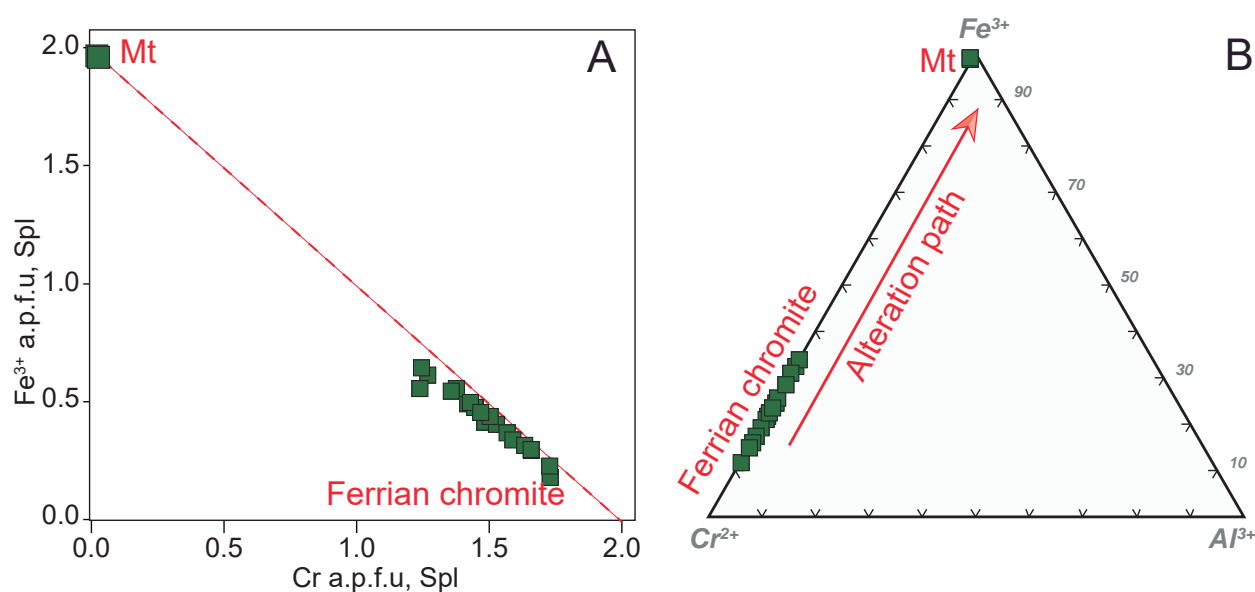 A
Mt
2.0
1.5
1.0
0.5
0.0
Fe³⁺ a.p.f.u, Spl
Ferrian chromite
0.0
0.5
1.0
1.5
2.0
Cr a.p.f.u, Spl
B
Fe³⁺
Mt
90
70
50
30
10
Alteration path
Ferrian chromite
Cr²⁺
Al³⁺